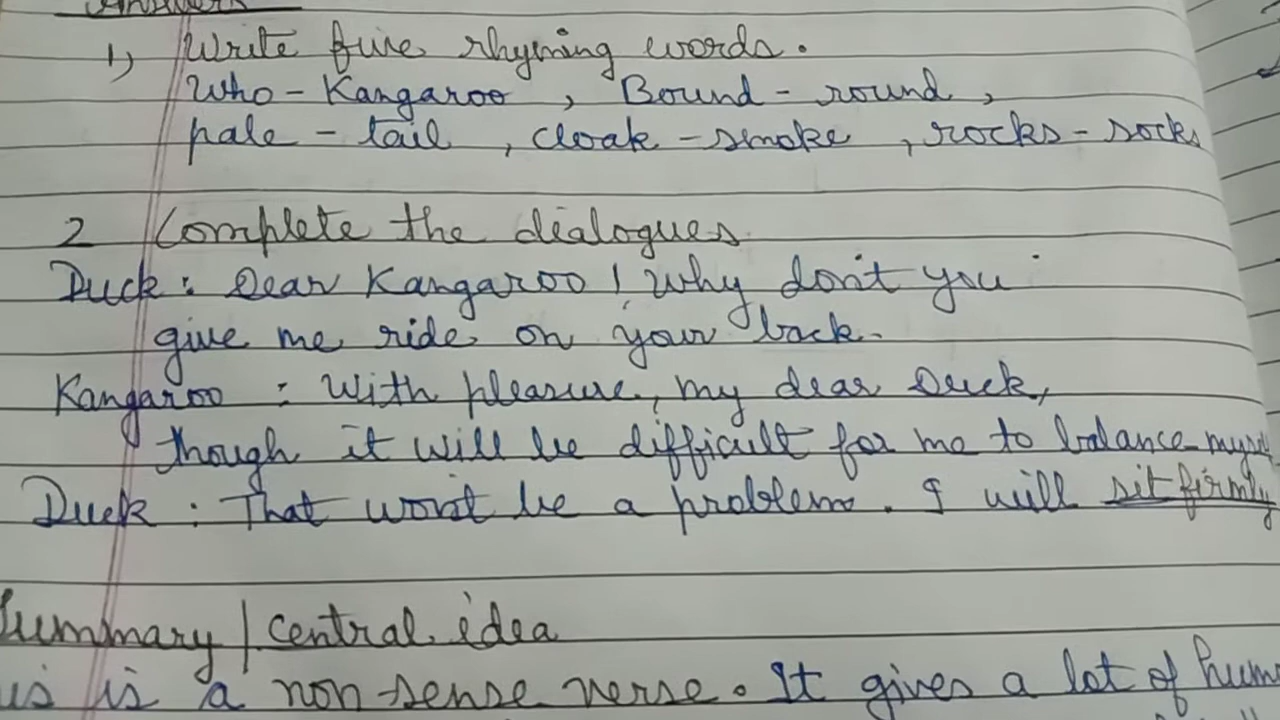 Answers
1) Write five rhyming words.
Who - Kangaroo , Bound - round ,
pale - tail , cloak - smoke , rocks - socks
2 Complete the dialogues.
Duck : Dear Kangaroo ! Why don't you
give me ride on your back.
Kangaroo : With pleasure, my dear Duck,
though it will be difficult for me to balance
Duck : That won't be a problem. I will sit firmly
Summary / central idea
is a non sense verse. It gives a lot of